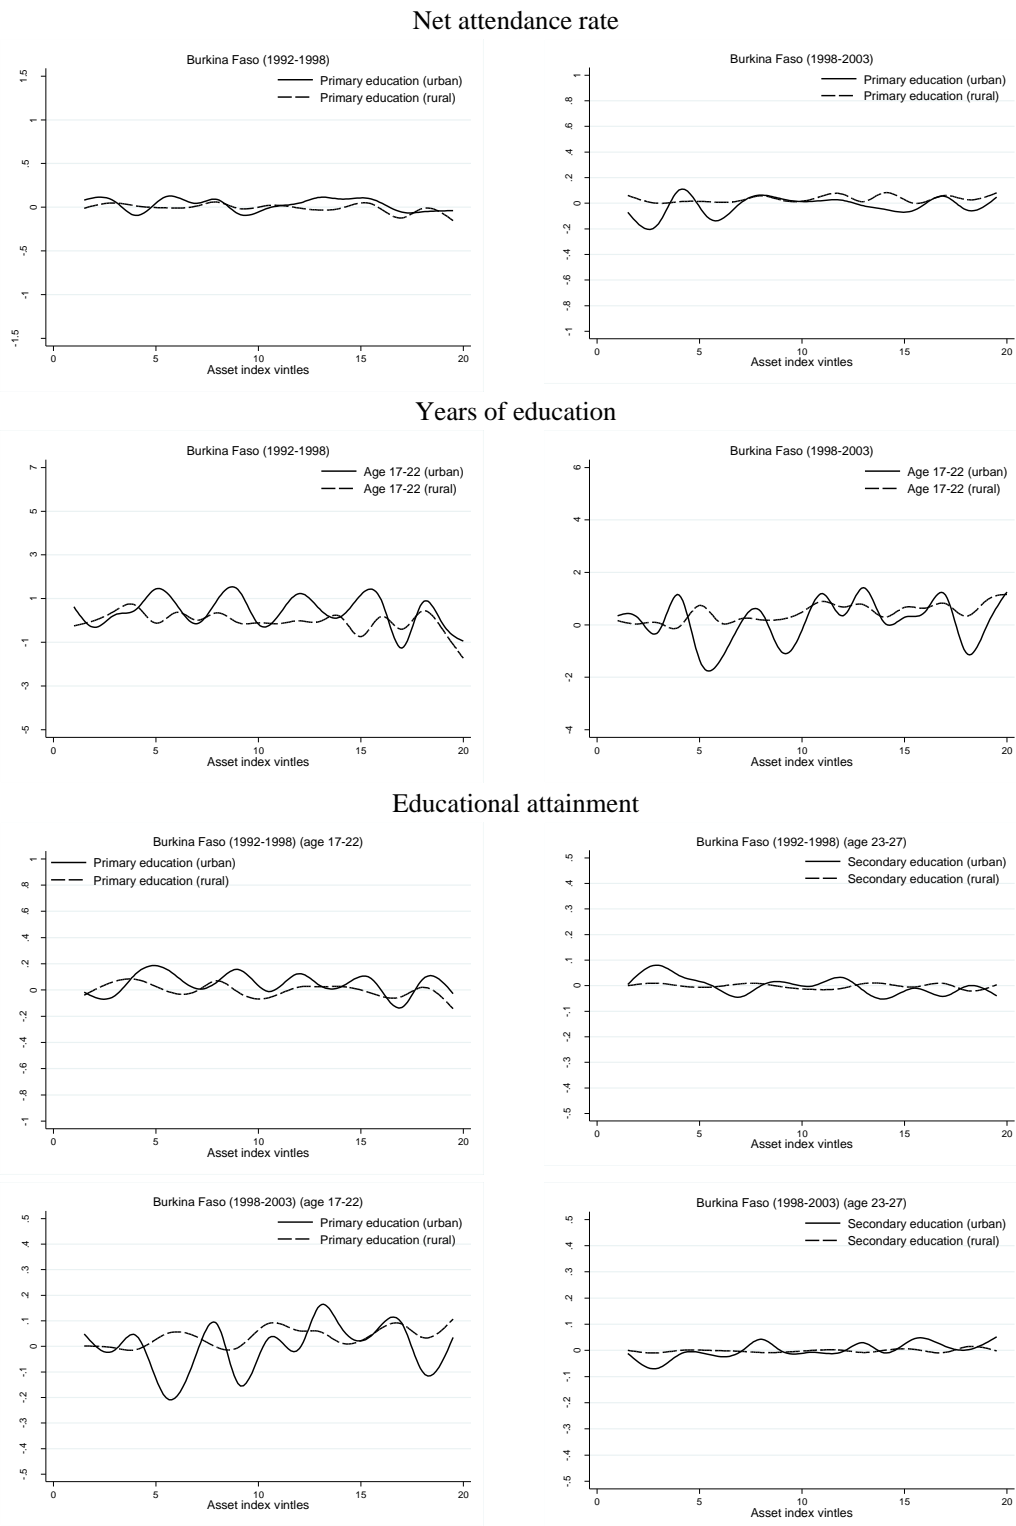 Net attendance rate
Burkina Faso (1992-1998)
Primary education (urban)
Primary education (rural)
1.5
1
.5
0
-.5
-1
-1.5
0 5 10 15 20
Asset index vintles
Burkina Faso (1998-2003)
Primary education (urban)
Primary education (rural)
1
.8
.6
.4
.2
0
-.2
-.4
-.6
-.8
-1
0 5 10 15 20
Asset index vintles
Years of education
Burkina Faso (1992-1998)
Age 17-22 (urban)
Age 17-22 (rural)
7
5
3
1
-1
-3
-5
0 5 10 15 20
Asset index vintles
Burkina Faso (1998-2003)
Age 17-22 (urban)
Age 17-22 (rural)
6
4
2
0
-2
-4
0 5 10 15 20
Asset index vintles
Educational attainment
Burkina Faso (1992-1998) (age 17-22)
Primary education (urban)
Primary education (rural)
1
.8
.6
.4
.2
0
-.2
-.4
-.6
-.8
-1
0 5 10 15 20
Asset index vintles
Burkina Faso (1992-1998) (age 23-27)
Secondary education (urban)
Secondary education (rural)
.5
.4
.3
.2
.1
0
-.1
-.2
-.3
-.4
-.5
0 5 10 15 20
Asset index vintles
Burkina Faso (1998-2003) (age 17-22)
Primary education (urban)
Primary education (rural)
.5
.4
.3
.2
.1
0
-.1
-.2
-.3
-.4
-.5
0 5 10 15 20
Asset index vintles
Burkina Faso (1998-2003) (age 23-27)
Secondary education (urban)
Secondary education (rural)
.5
.4
.3
.2
.1
0
-.1
-.2
-.3
-.4
-.5
0 5 10 15 20
Asset index vintles